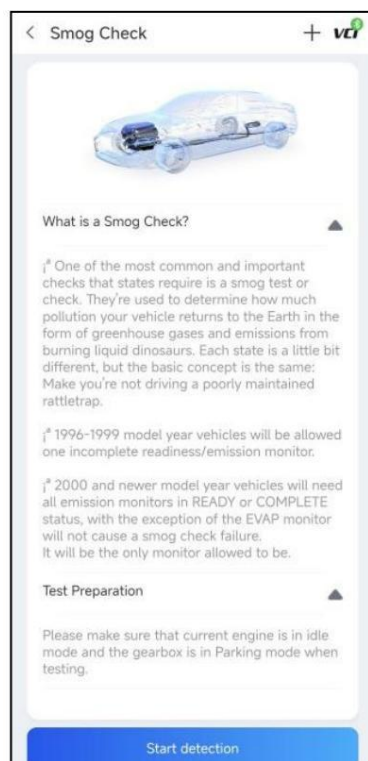 Smog Check
VCI
What is a Smog Check?
¡ª One of the most common and important
checks that states require is a smog test or
check. They're used to determine how much
pollution your vehicle returns to the Earth in the
form of greenhouse gases and emissions from
burning liquid dinosaurs. Each state is a little bit
different, but the basic concept is the same:
Make you're not driving a poorly maintained
rattletrap.
¡ª 1996-1999 model year vehicles will be allowed
one incomplete readiness/emission monitor.
¡ª 2000 and newer model year vehicles will need
all emission monitors in READY or COMPLETE
status, with the exception of the EVAP monitor
will not cause a smog check failure.
It will be the only monitor allowed to be.
Test Preparation
Please make sure that current engine is in idle
mode and the gearbox is in Parking mode when
testing.
Start detection